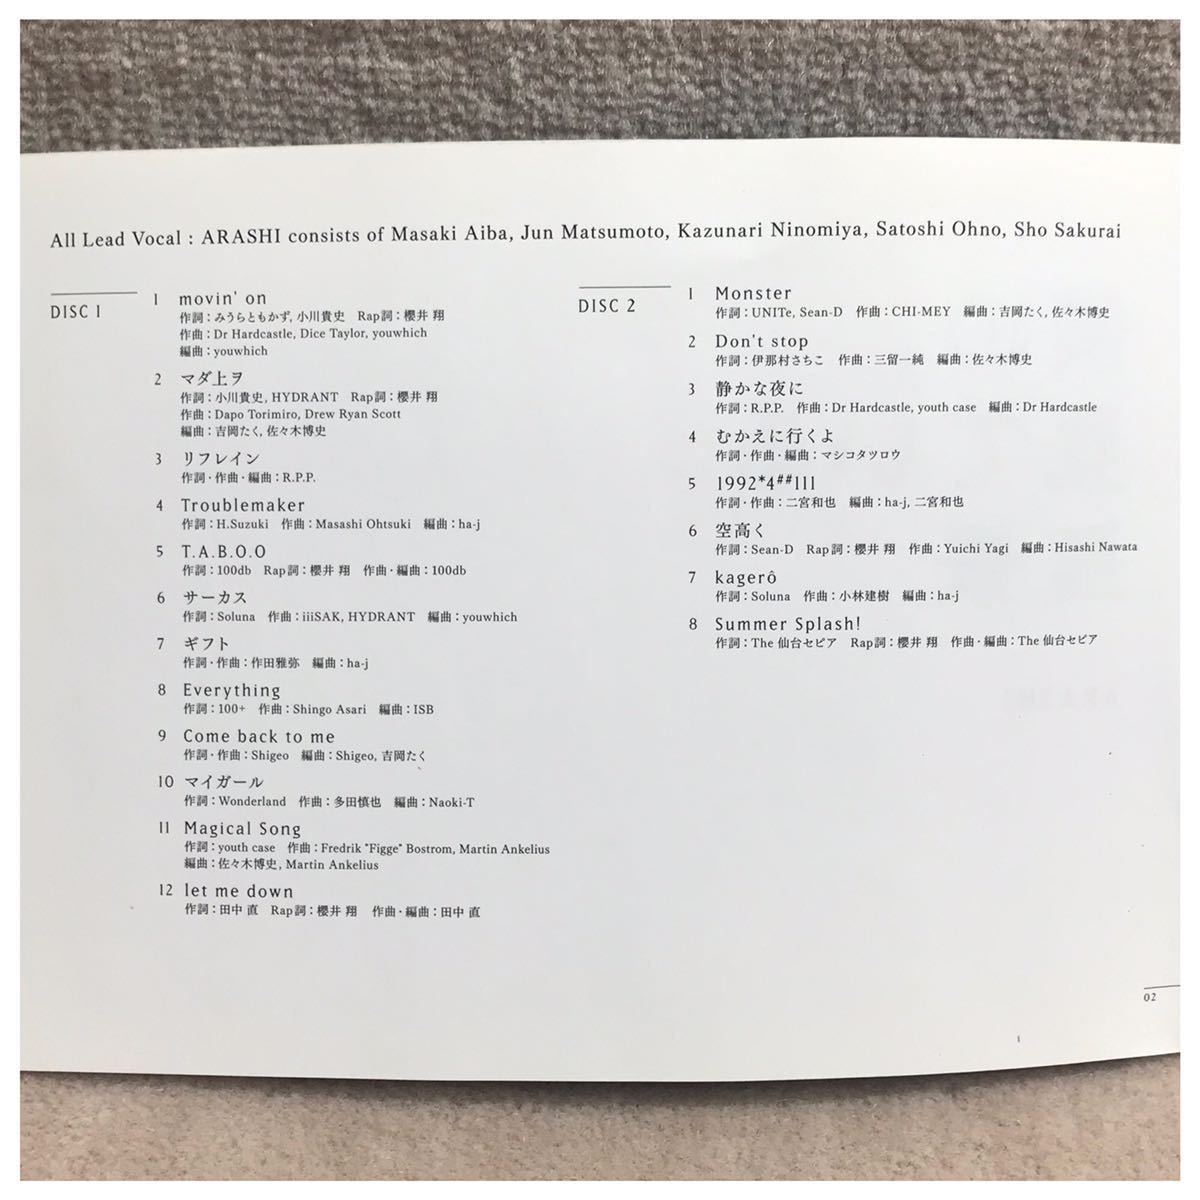 All Lead Vocal : ARASHI consists of Masaki Aiba, Jun Matsumoto, Kazunari Ninomiya, Satoshi Ohno, Sho Sakurai
DISC 1
1 movin' on
作詞：みうらともかず, 小川貴史 Rap詞：櫻井 翔
作曲：Dr Hardcastle, Dice Taylor, youwhich
編曲：youwhich
2 マダ上ヲ
作詞：小川貴史, HYDRANT Rap詞：櫻井 翔
作曲：Dapo Torimiro, Drew Ryan Scott
編曲：吉岡たく, 佐々木博史
3 リフレイン
作詞・作曲・編曲：R.P.P.
4 Troublemaker
作詞：H.Suzuki 作曲：Masashi Ohtsuki 編曲：ha-j
5 T.A.B.O.O
作詞：100db Rap詞：櫻井 翔 作曲・編曲：100db
6 サーカス
作詞：Soluna 作曲：iiiSAK, HYDRANT 編曲：youwhich
7 ギフト
作詞・作曲：作田雅弥 編曲：ha-j
8 Everything
作詞：100+ 作曲：Shingo Asari 編曲：ISB
9 Come back to me
作詞・作曲：Shigeo 編曲：Shigeo, 吉岡たく
10 マイガール
作詞：Wonderland 作曲：多田慎也 編曲：Naoki-T
11 Magical Song
作詞：youth case 作曲：Fredrik "Figge" Bostrom, Martin Ankelius
編曲：佐々木博史, Martin Ankelius
12 let me down
作詞：田中 直 Rap詞：櫻井 翔 作曲・編曲：田中 直
DISC 2
1 Monster
作詞：UNITe, Sean-D 作曲：CHI-MEY 編曲：吉岡たく, 佐々木博史
2 Don't stop
作詞：伊那村さちこ 作曲：三留一純 編曲：佐々木博史
3 静かな夜に
作詞：R.P.P. 作曲：Dr Hardcastle, youth case 編曲：Dr Hardcastle
4 むかえに行くよ
作詞・作曲・編曲：マシコタツロウ
5 1992*4##111
作詞・作曲：二宮和也 編曲：ha-j, 二宮和也
6 空高く
作詞：Sean-D Rap詞：櫻井 翔 作曲：Yuichi Yagi 編曲：Hisashi Nawata
7 kagerô
作詞：Soluna 作曲：小林建樹 編曲：ha-j
8 Summer Splash!
作詞：The 仙台セピア Rap詞：櫻井 翔 作曲・編曲：The 仙台セピア
02
1